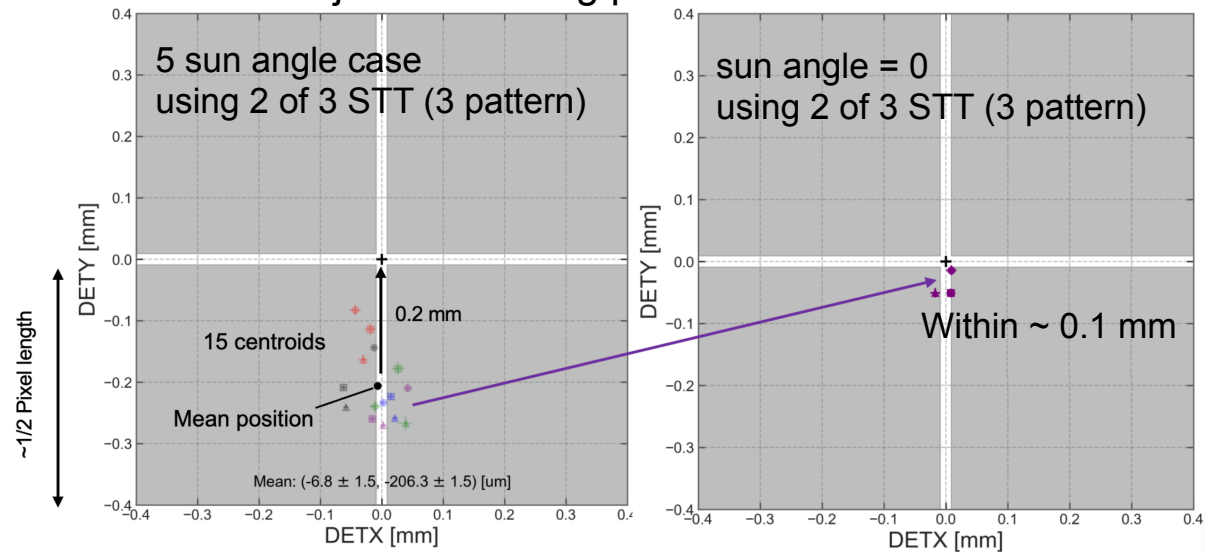 5 sun angle case
using 2 of 3 STT (3 pattern)
0.4
0.3
0.2
0.1
0.0
−0.1
−0.2
−0.3
−0.4
DETY [mm]
~1/2 Pixel length
0.2 mm
15 centroids
Mean position
Mean: (-6.8 ± 1.5, -206.3 ± 1.5) [um]
−0.4 −0.3 −0.2 −0.1 0.0 0.1 0.2 0.3
DETX [mm]
sun angle = 0
using 2 of 3 STT (3 pattern)
0.4
0.3
0.2
0.1
0.0
−0.1
−0.2
−0.3
−0.4
DETY [mm]
Within ~ 0.1 mm
−0.4 −0.3 −0.2 −0.1 0.0 0.1 0.2 0.3 0.4
DETX [mm]